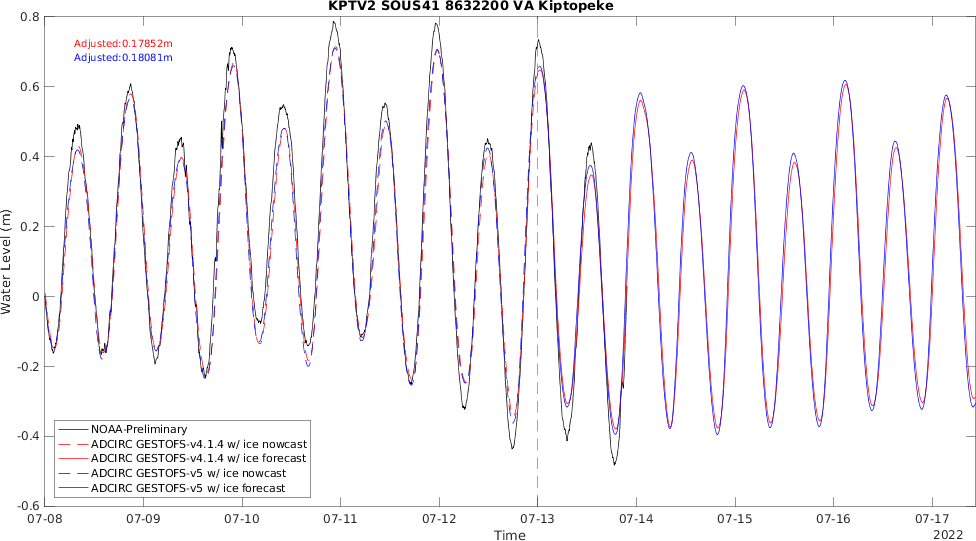 KPTV2 SOUS41 8632200 VA Kiptopeke
0.8
0.6
0.4
0.2
0
-0.2
-0.4
-0.6
Water Level (m)
Adjusted:0.17852m
Adjusted:0.18081m
NOAA-Preliminary
ADCIRC GESTOFS-v4.1.4 w/ ice nowcast
ADCIRC GESTOFS-v4.1.4 w/ ice forecast
ADCIRC GESTOFS-v5 w/ ice nowcast
ADCIRC GESTOFS-v5 w/ ice forecast
07-08 07-09 07-10 07-11 07-12 07-13 07-14 07-15 07-16 07-17
Time
2022